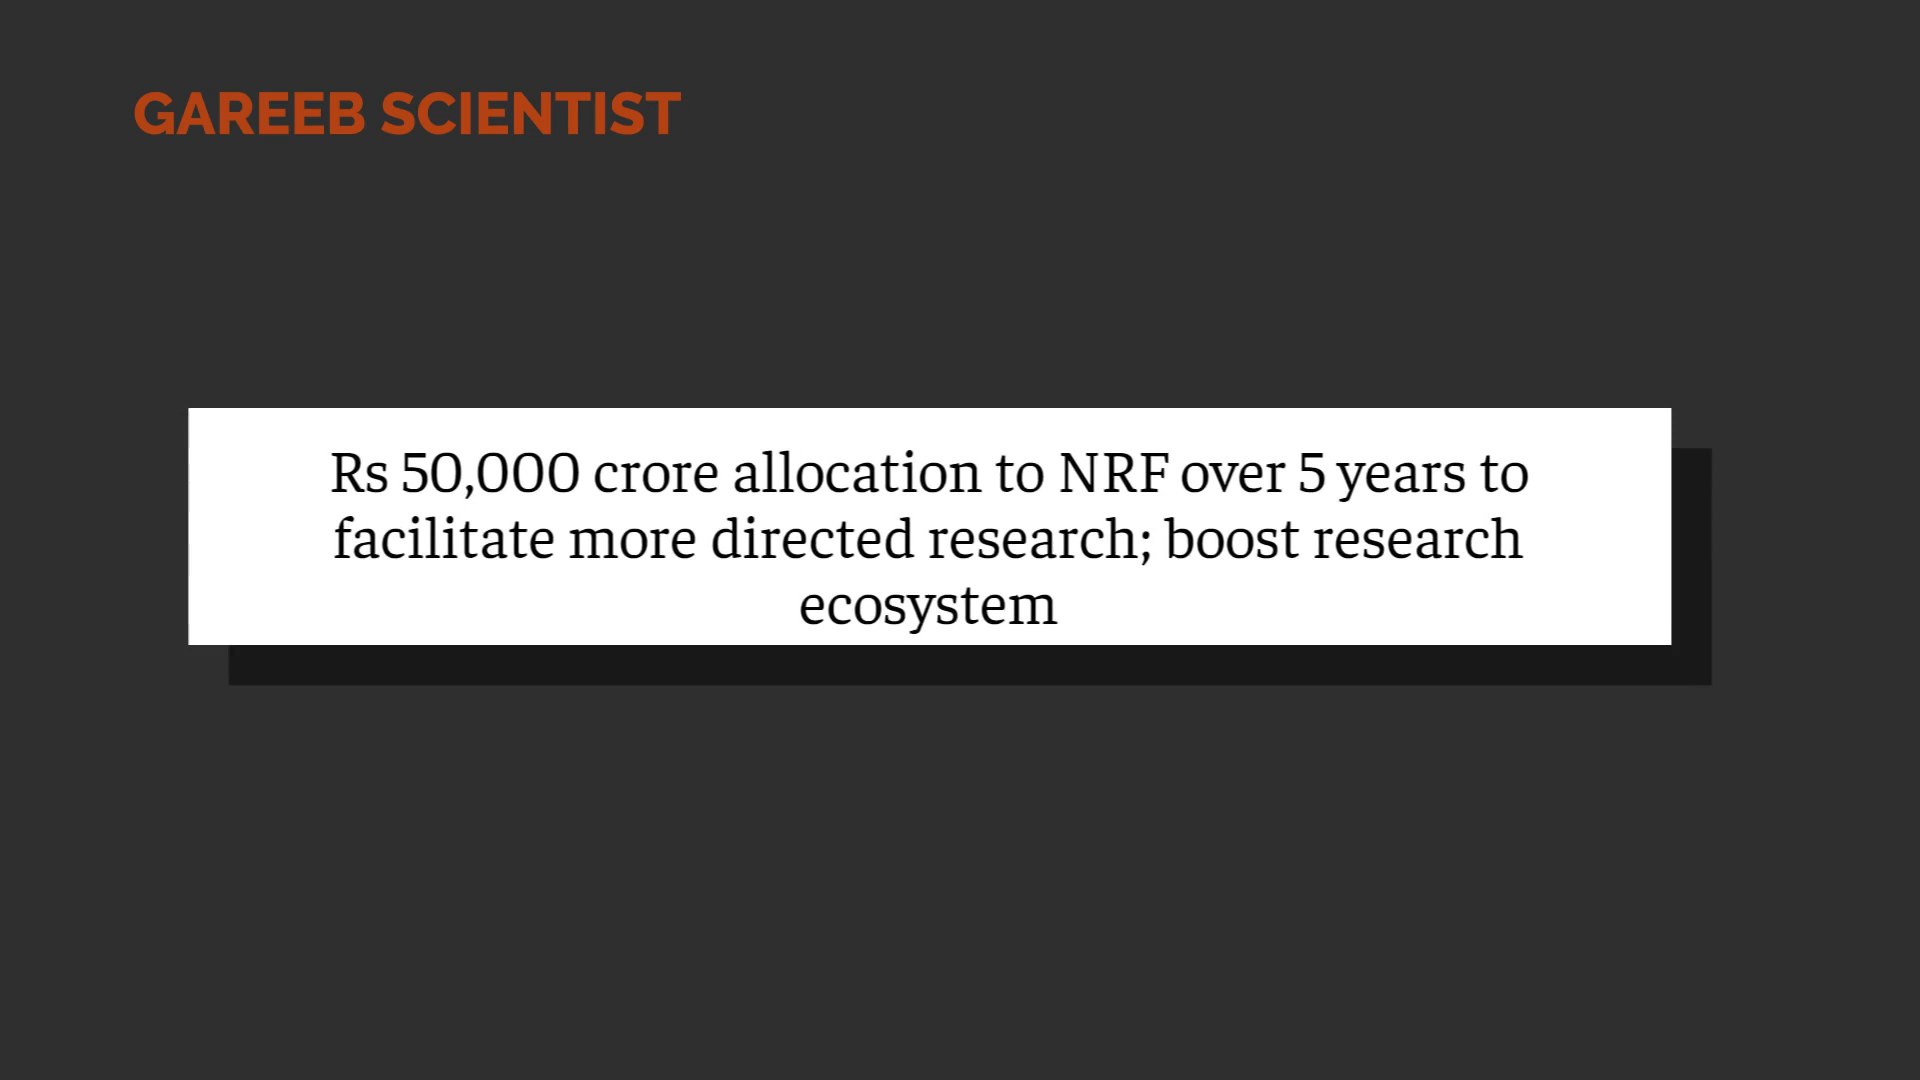 GAREEB SCIENTIST
Rs 50,000 crore allocation to NRF over 5 years to
facilitate more directed research; boost research
ecosystem